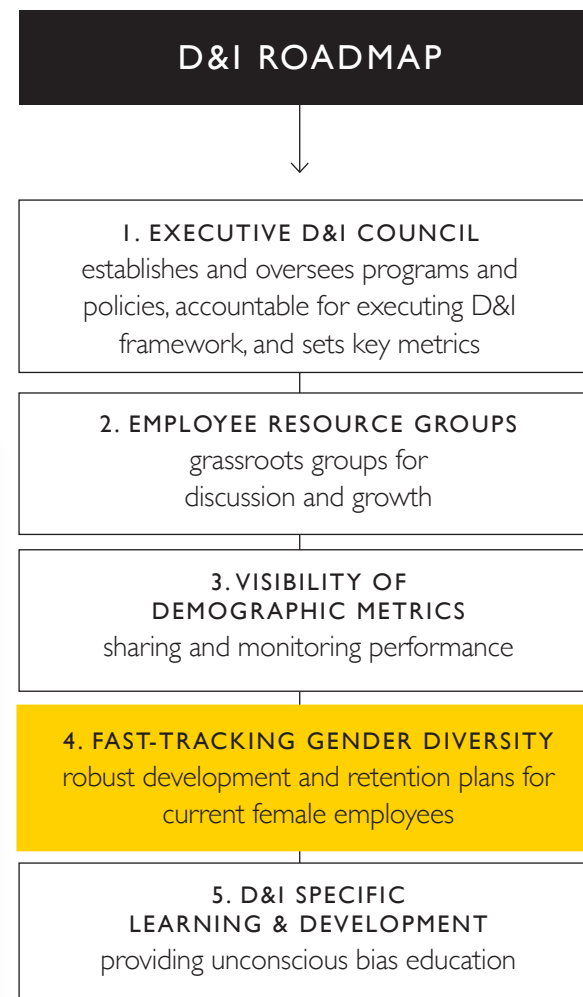 D&I ROADMAP
1. EXECUTIVE D&I COUNCIL
establishes and oversees programs and
policies, accountable for executing D&I
framework, and sets key metrics
2. EMPLOYEE RESOURCE GROUPS
grassroots groups for
discussion and growth
3. VISIBILITY OF
DEMOGRAPHIC METRICS
sharing and monitoring performance
4. FAST-TRACKING GENDER DIVERSITY
robust development and retention plans for
current female employees
5. D&I SPECIFIC
LEARNING & DEVELOPMENT
providing unconscious bias education